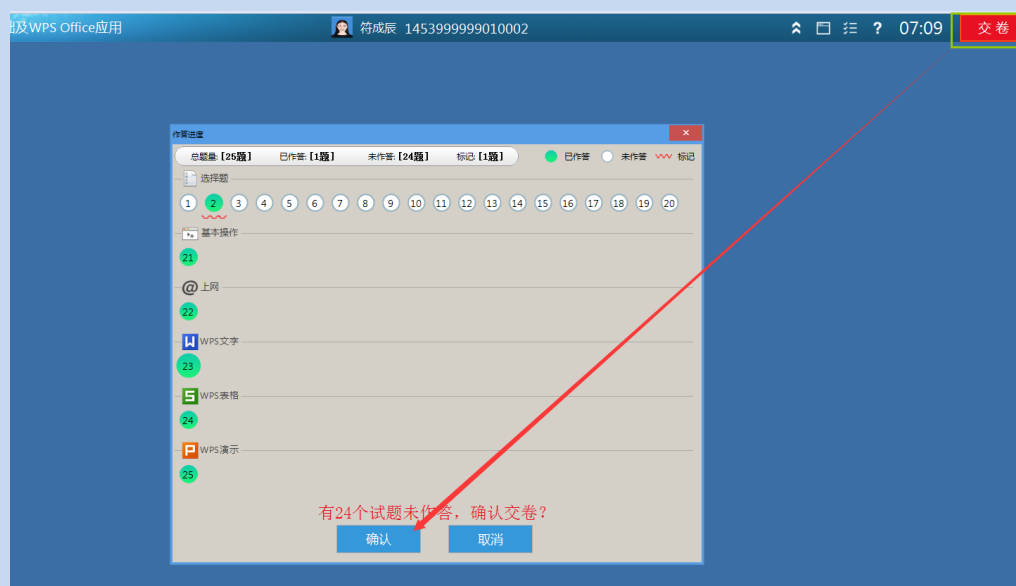 及WPS Office应用
符成辰 1453999999010002
? 07:09 交卷
作答进度
总题量:[25题] 已作答:[1题] 未作答:[24题] 标记:[1题] 已作答 未作答 标记
选择题
1 2 3 4 5 6 7 8 9 10 11 12 13 14 15 16 17 18 19 20
基本操作
21
@ 上网
22
W WPS文字
23
S WPS表格
24
P WPS演示
25
有24个试题未作答，确认交卷?
确认 取消